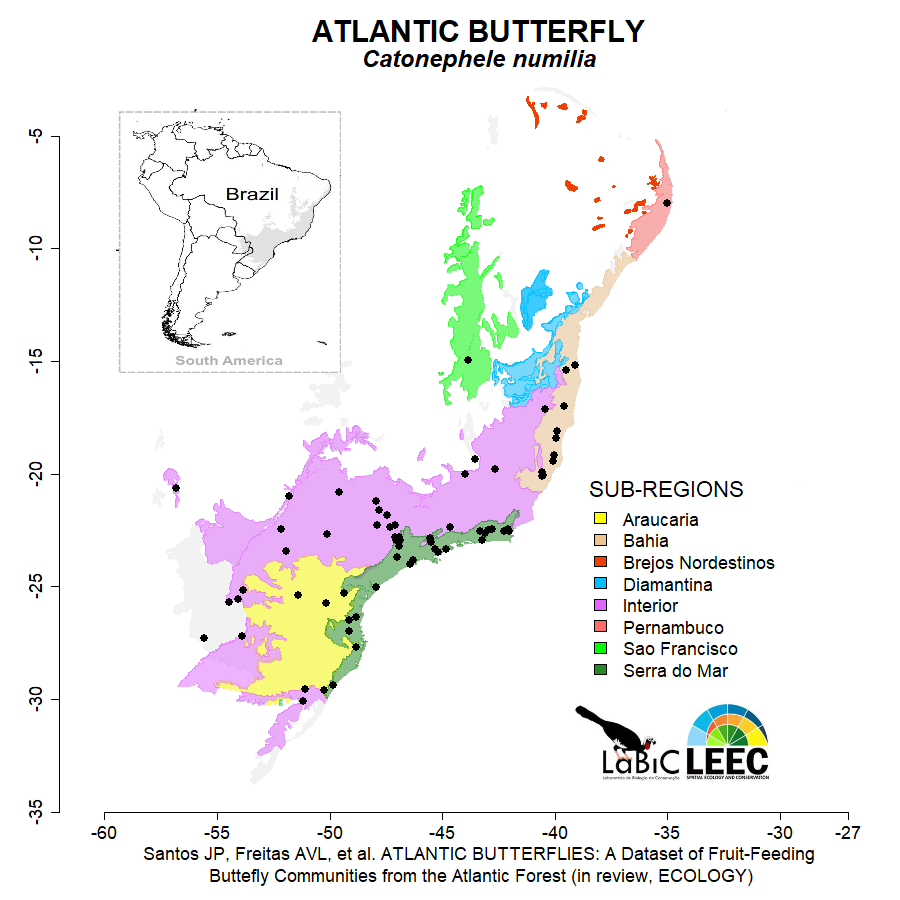 ATLANTIC BUTTERFLY
Catonephele numilia
-5
-10
-15
-20
-25
-30
-35
Brazil
South America
SUB-REGIONS
Araucaria
Bahia
Brejos Nordestinos
Diamantina
Interior
Pernambuco
Sao Francisco
Serra do Mar
LaBiC
Laboratório de Biologia da Conservação
LEEC
SPATIAL ECOLOGY AND CONSERVATION
-60
-55
-50
-45
-40
-35
-30
-27
Santos JP, Freitas AVL, et al. ATLANTIC BUTTERFLIES: A Dataset of Fruit-Feeding
Buttefly Communities from the Atlantic Forest (in review, ECOLOGY)